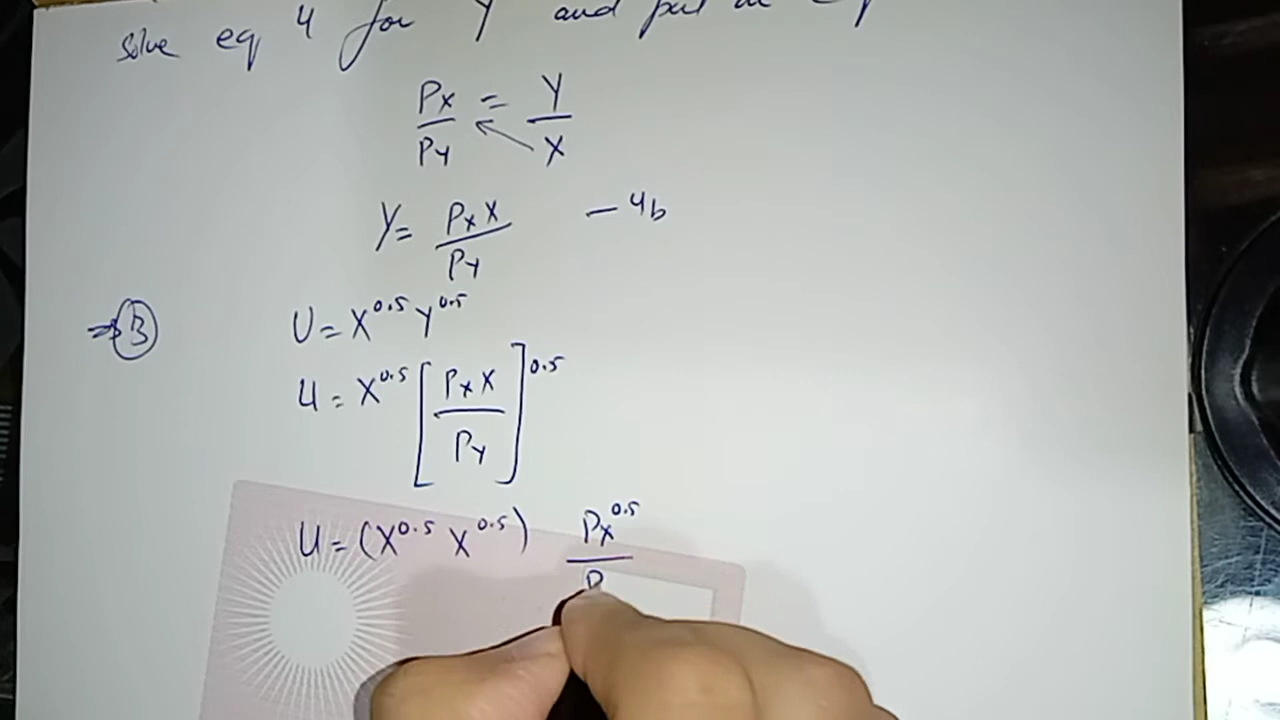 solve eq 4 for Y and put in eq
Px/PY = Y/X
Y = PxX/PY — 4b
⇒ 3 U = X^0.5 Y^0.5
U = X^0.5 [PxX/PY]^0.5
U = (X^0.5 X^0.5) Px^0.5/P